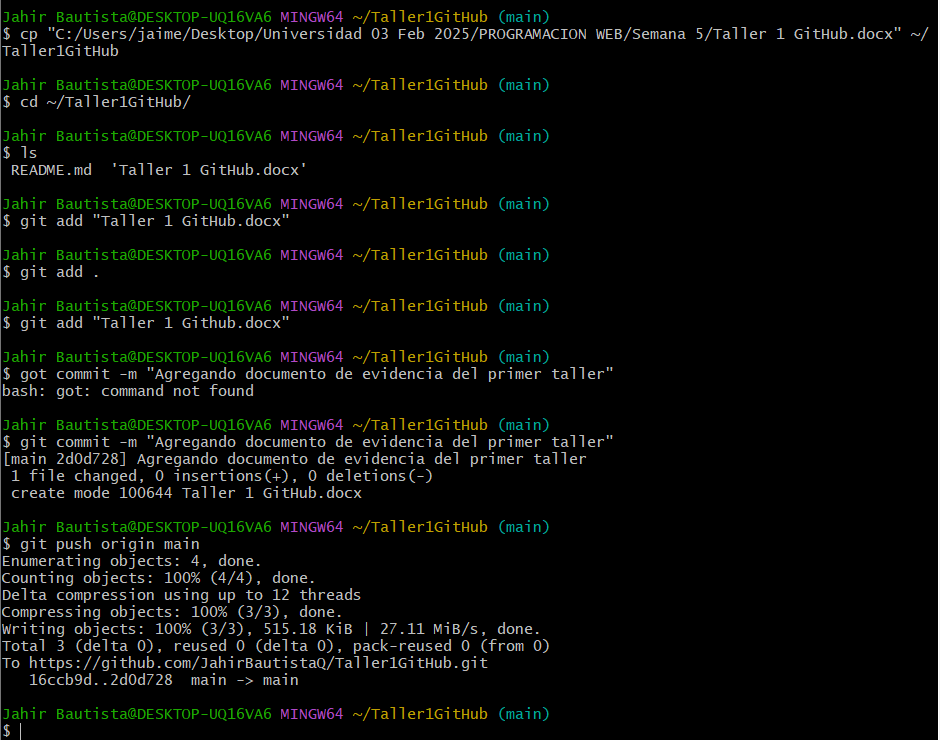 Jahir Bautista@DESKTOP-UQ16VA6 MINGW64 ~/Taller1GitHub (main)
$ cp "C:/Users/jaime/Desktop/Universidad 03 Feb 2025/PROGRAMACION WEB/Semana 5/Taller 1 GitHub.docx" ~/
Taller1GitHub
Jahir Bautista@DESKTOP-UQ16VA6 MINGW64 ~/Taller1GitHub (main)
$ cd ~/Taller1GitHub/
Jahir Bautista@DESKTOP-UQ16VA6 MINGW64 ~/Taller1GitHub (main)
$ ls
README.md  'Taller 1 GitHub.docx'
Jahir Bautista@DESKTOP-UQ16VA6 MINGW64 ~/Taller1GitHub (main)
$ git add "Taller 1 GitHub.docx"
Jahir Bautista@DESKTOP-UQ16VA6 MINGW64 ~/Taller1GitHub (main)
$ git add .
Jahir Bautista@DESKTOP-UQ16VA6 MINGW64 ~/Taller1GitHub (main)
$ git add "Taller 1 Github.docx"
Jahir Bautista@DESKTOP-UQ16VA6 MINGW64 ~/Taller1GitHub (main)
$ got commit -m "Agregando documento de evidencia del primer taller"
bash: got: command not found
Jahir Bautista@DESKTOP-UQ16VA6 MINGW64 ~/Taller1GitHub (main)
$ git commit -m "Agregando documento de evidencia del primer taller"
[main 2d0d728] Agregando documento de evidencia del primer taller
1 file changed, 0 insertions(+), 0 deletions(-)
create mode 100644 Taller 1 GitHub.docx
Jahir Bautista@DESKTOP-UQ16VA6 MINGW64 ~/Taller1GitHub (main)
$ git push origin main
Enumerating objects: 4, done.
Counting objects: 100% (4/4), done.
Delta compression using up to 12 threads
Compressing objects: 100% (3/3), done.
Writing objects: 100% (3/3), 515.18 KiB | 27.11 MiB/s, done.
Total 3 (delta 0), reused 0 (delta 0), pack-reused 0 (from 0)
To https://github.com/JahirBautistaQ/Taller1GitHub.git
16ccb9d..2d0d728  main -> main
Jahir Bautista@DESKTOP-UQ16VA6 MINGW64 ~/Taller1GitHub (main)
$